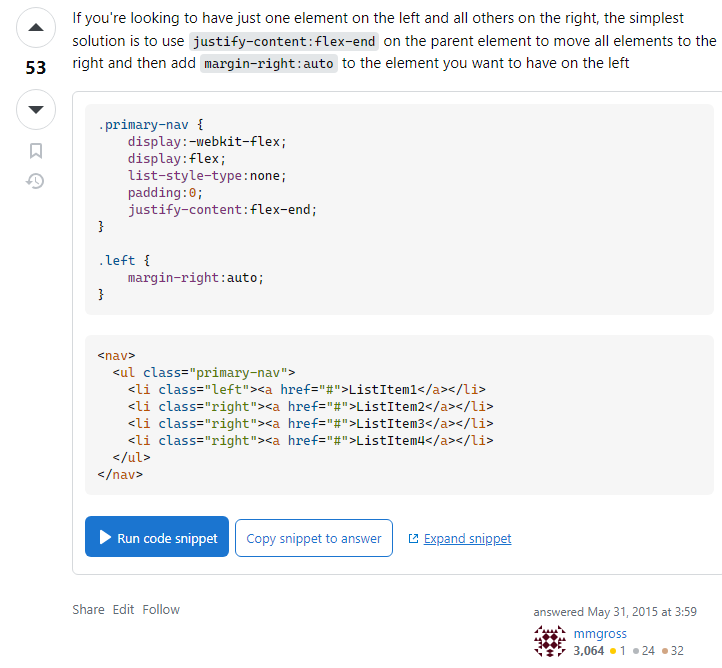 If you're looking to have just one element on the left and all others on the right, the simplest
solution is to use justify-content:flex-end on the parent element to move all elements to the
53
right and then add margin-right:auto to the element you want to have on the left
.primary-nav {
    display:-webkit-flex;
    display:flex;
    list-style-type:none;
    padding:0;
    justify-content:flex-end;
}
.left {
    margin-right:auto;
}
<nav>
  <ul class="primary-nav">
    <li class="left"><a href="#">ListItem1</a></li>
    <li class="right"><a href="#">ListItem2</a></li>
    <li class="right"><a href="#">ListItem3</a></li>
    <li class="right"><a href="#">ListItem4</a></li>
  </ul>
</nav>
Run code snippet Copy snippet to answer Expand snippet
Share Edit Follow
answered May 31, 2015 at 3:59
mmgross
3,064 1 24 32